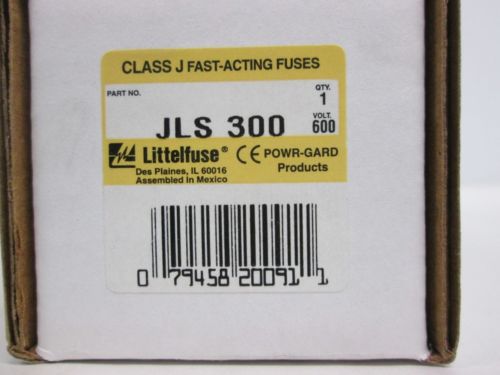 CLASS J FAST-ACTING FUSES
PART NO.
QTY.
1
JLS 300
VOLT.
600
Littelfuse® CE POWR-GARD
Products
Des Plaines, IL 60016
Assembled In Mexico
0 79458 20091 1